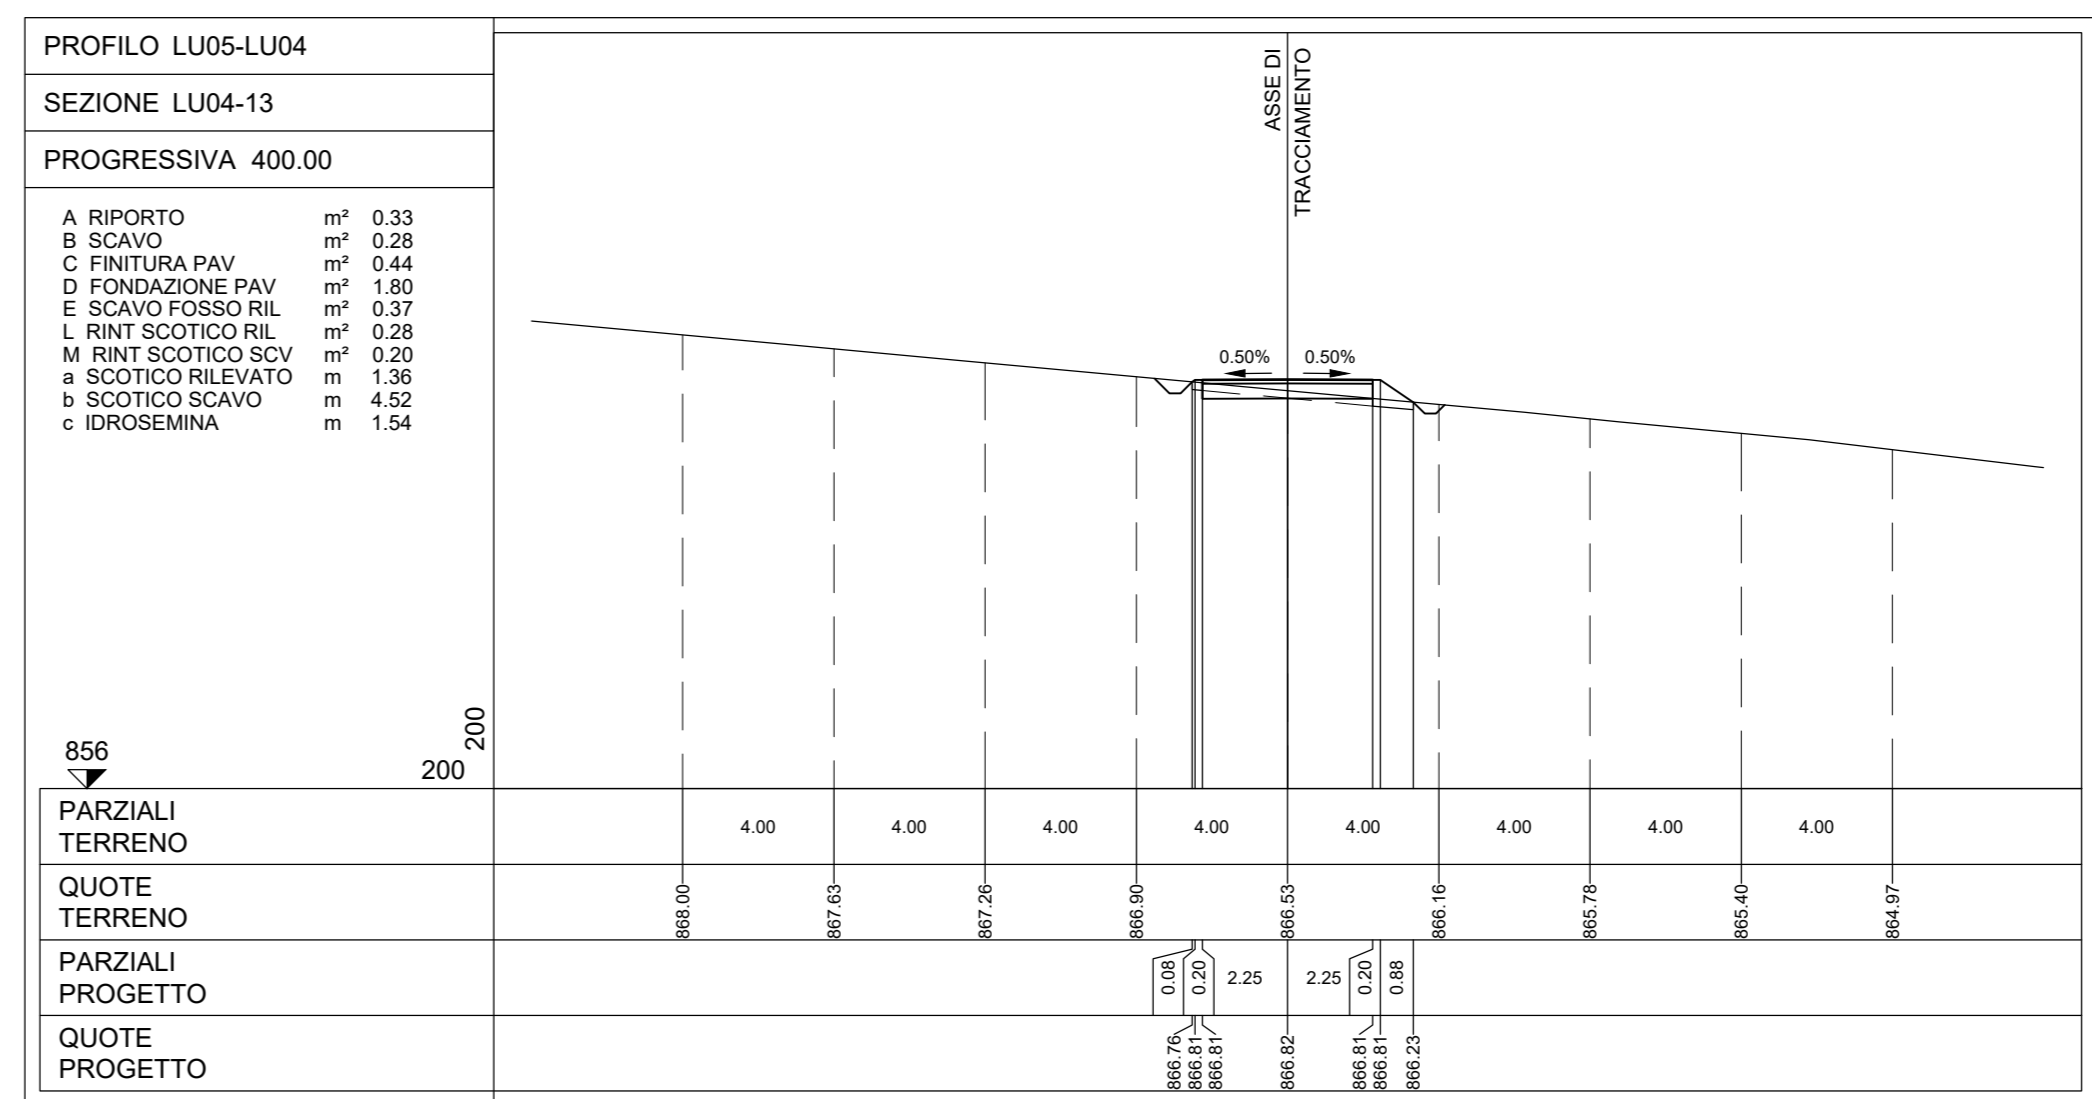 PROFILO LU05-LU04
SEZIONE LU04-13
PROGRESSIVA 400.00
A RIPORTO m² 0.33
B SCAVO m² 0.28
C FINITURA PAV m² 0.44
D FONDAZIONE PAV m² 1.80
E SCAVO FOSSO RIL m² 0.37
L RINT SCOTICO RIL m² 0.28
M RINT SCOTICO SCV m² 0.20
a SCOTICO RILEVATO m 1.36
b SCOTICO SCAVO m 4.52
c IDROSEMINA m 1.54
ASSE DI
TRACCIAMENTO
0.50% 0.50%
856
200
200
PARZIALI
TERRENO
4.00 4.00 4.00 4.00 4.00 4.00 4.00 4.00
QUOTE
TERRENO
868.00 867.63 867.26 866.90 866.53 866.16 865.78 865.40 864.97
PARZIALI
PROGETTO
0.08 0.20 2.25 2.25 0.20 0.88
QUOTE
PROGETTO
866.76 866.81 866.81 866.82 866.81 866.81 866.23